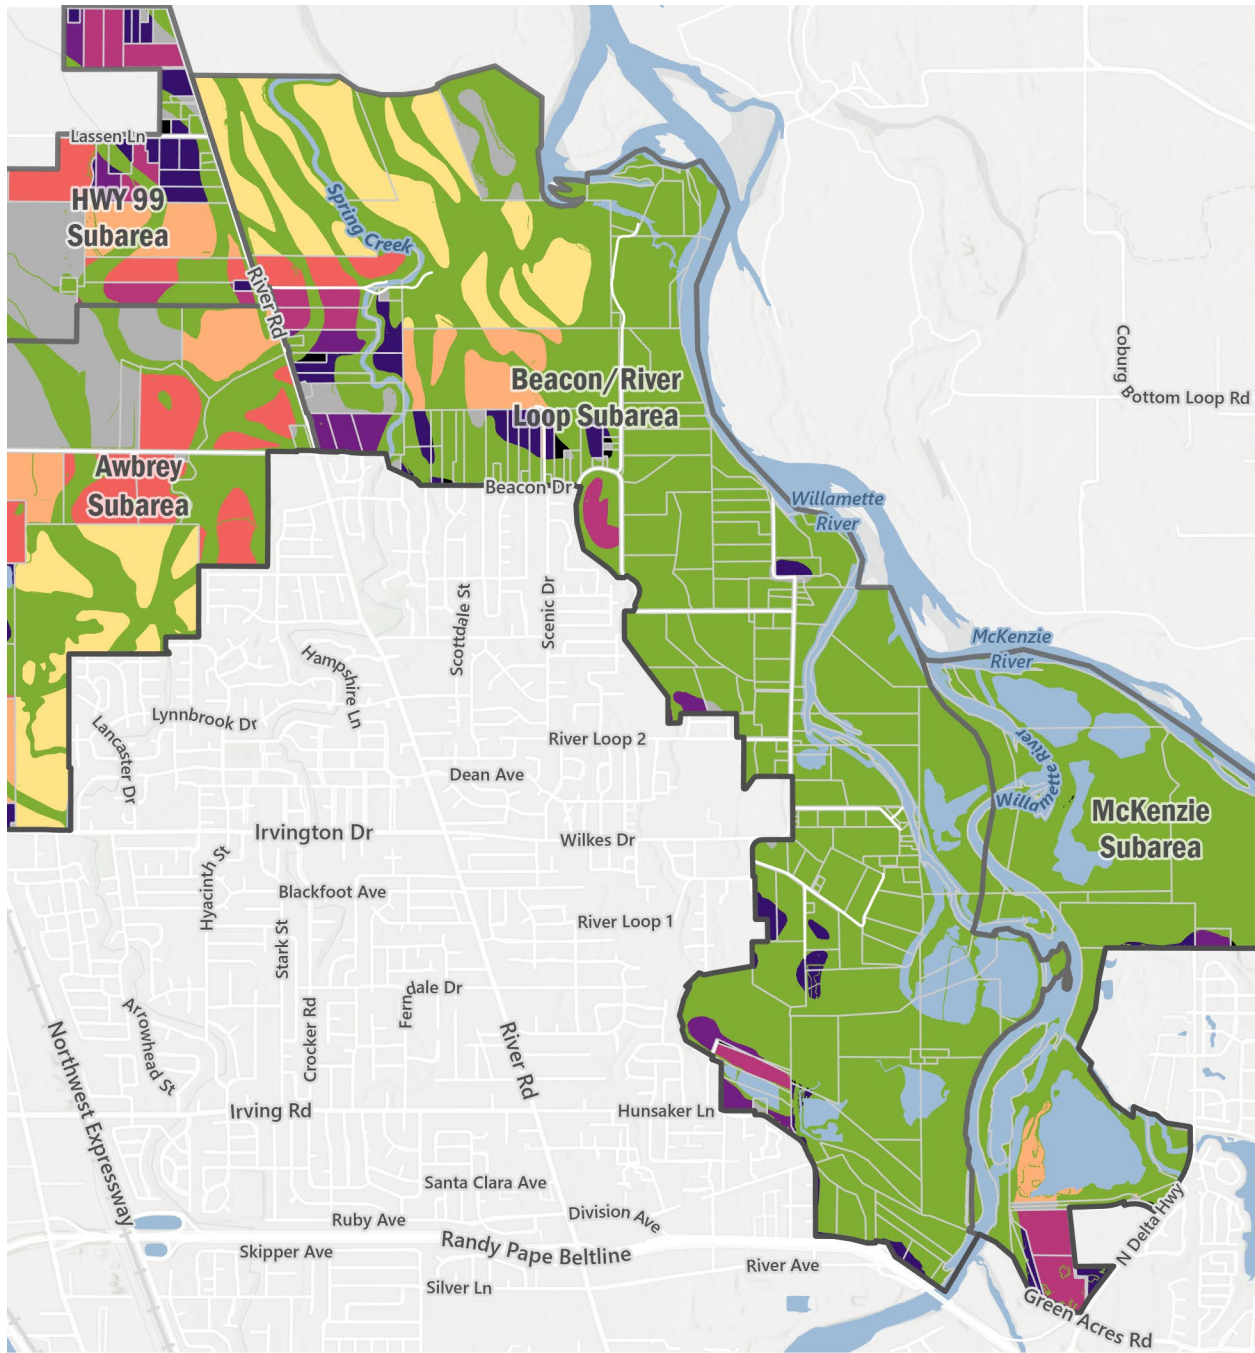 Lassen Ln
HWY 99
Subarea
Spring Creek
River Rd
Coburg Bottom Loop Rd
Beacon/River
Loop Subarea
Awbrey
Subarea
Beacon Dr
Willamette
River
Scottdale St
Scenic Dr
McKenzie
River
Hampshire Ln
Lynnbrook Dr
Lancaster Dr
River Loop 2
Willamette River
Dean Ave
McKenzie
Subarea
Irvington Dr
Wilkes Dr
Hyacinth St
Blackfoot Ave
River Loop 1
Stark St
Ferndale Dr
Arrowhead St
Crocker Rd
Northwest Expressway
River Rd
Irving Rd
Hunsaker Ln
Santa Clara Ave
Ruby Ave
Division Ave
N Delta Hwy
Skipper Ave
Randy Pape Beltline
River Ave
Silver Ln
Green Acres Rd